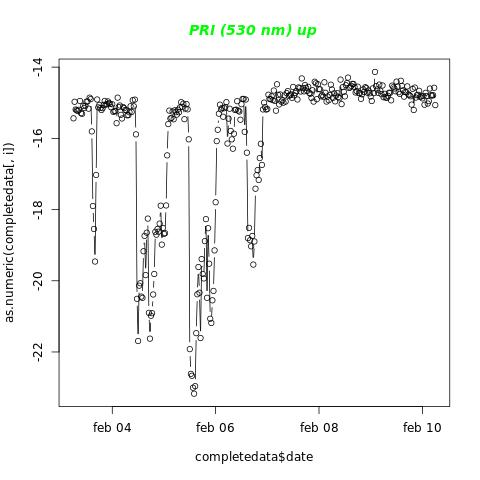 PRI (530 nm) up
as.numeric(completedata[, i])
-14
-16
-18
-20
-22
feb 04
feb 06
feb 08
feb 10
completedata$date